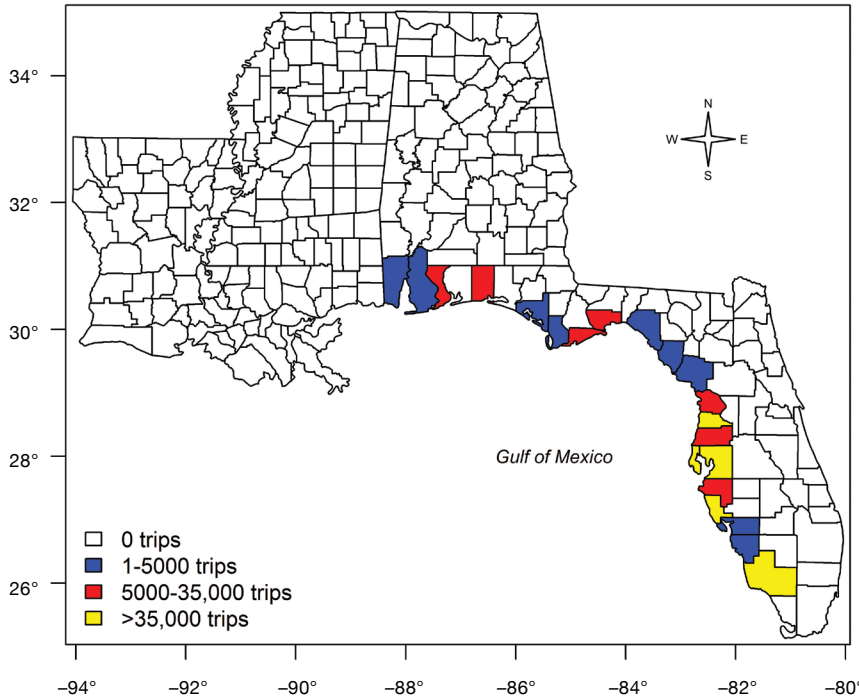 34°
N
W E
S
32°
30°
28°
Gulf of Mexico
0 trips
1-5000 trips
5000-35,000 trips
>35,000 trips
26°
−94° −92° −90° −88° −86° −84° −82° −80°